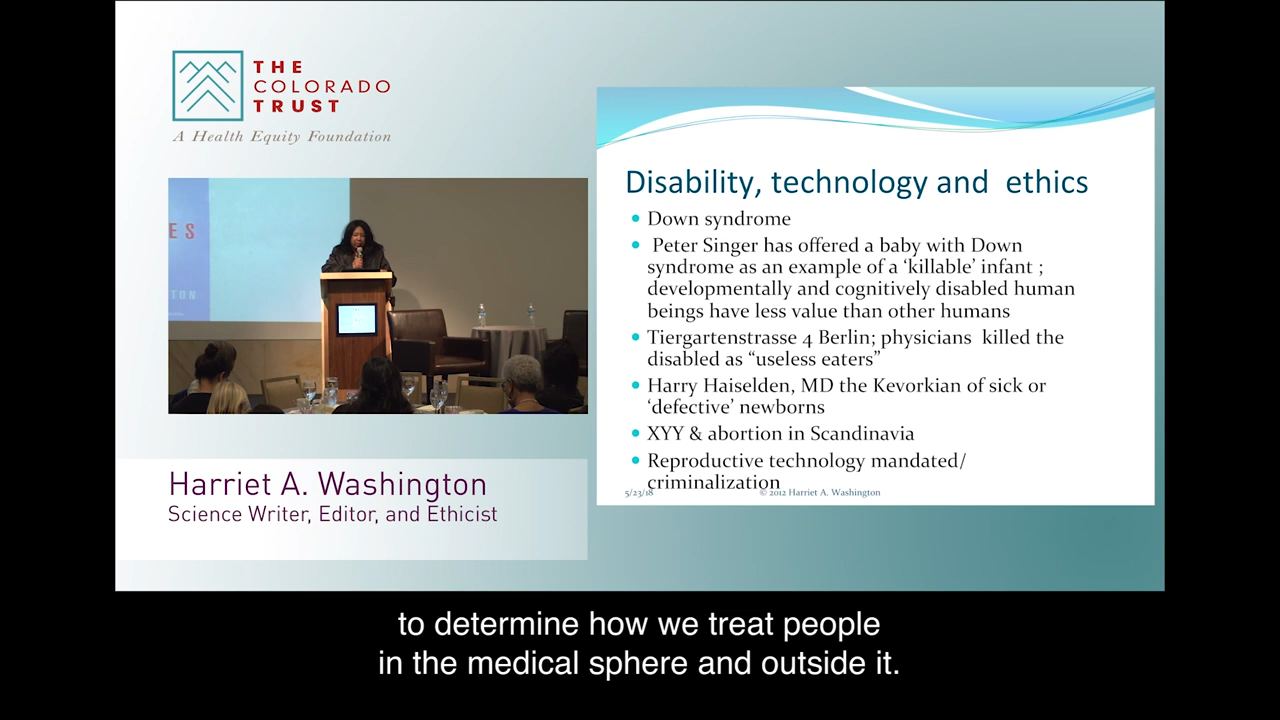 THE
COLORADO
TRUST
A Health Equity Foundation
ES
TON
Harriet A. Washington
Science Writer, Editor, and Ethicist
Disability, technology and ethics
• Down syndrome
• Peter Singer has offered a baby with Down
syndrome as an example of a ‘killable’ infant ;
developmentally and cognitively disabled human
beings have less value than other humans
• Tiergartenstrasse 4 Berlin; physicians killed the
disabled as “useless eaters”
• Harry Haiselden, MD the Kevorkian of sick or
‘defective’ newborns
• XYY & abortion in Scandinavia
• Reproductive technology mandated/
criminalization
5/23/18 © 2012 Harriet A. Washington
to determine how we treat people
in the medical sphere and outside it.